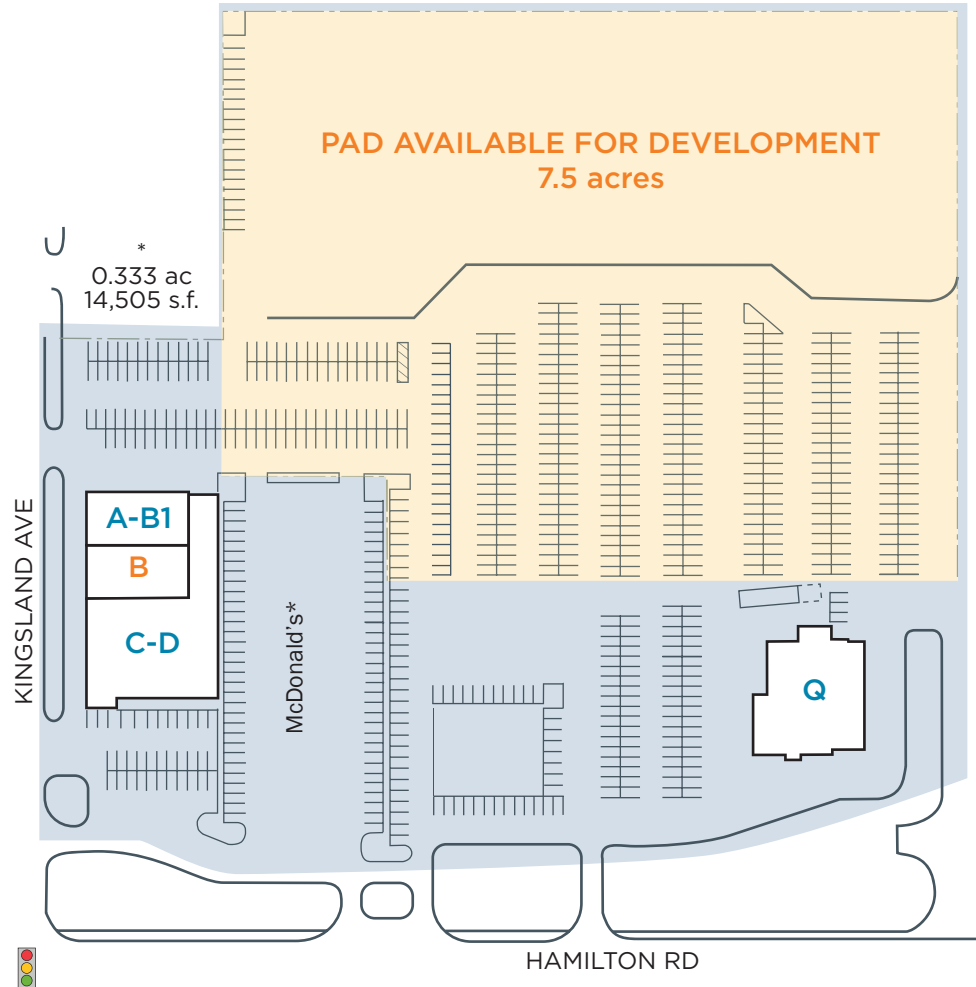 PAD AVAILABLE FOR DEVELOPMENT
7.5 acres
*
0.333 ac
14,505 s.f.
KINGSLAND AVE
A-B1
B
C-D
McDonald's*
Q
HAMILTON RD